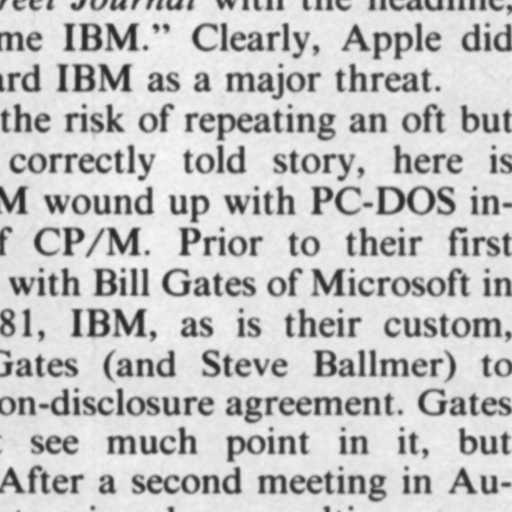 reet Journal with the headline,
me IBM.” Clearly, Apple did
ard IBM as a major threat.
the risk of repeating an oft but
correctly told story, here is
M wound up with PC-DOS in-
f CP/M. Prior to their first
with Bill Gates of Microsoft in
81, IBM, as is their custom,
Gates (and Steve Ballmer) to
on-disclosure agreement. Gates
see much point in it, but
After a second meeting in Au-